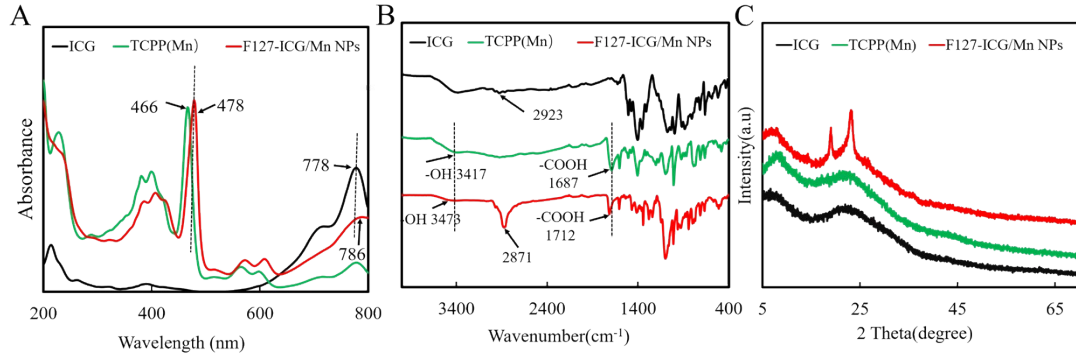 A
ICG
TCPP(Mn)
F127-ICG/Mn NPs
466
478
778
786
Absorbance
200
400
600
800
Wavelength (nm)
B
ICG
TCPP(Mn)
F127-ICG/Mn NPs
2923
-OH 3417
-COOH
1687
-OH 3473
-COOH
1712
2871
3400
2400
1400
400
Wavenumber(cm⁻¹)
C
ICG
TCPP(Mn)
F127-ICG/Mn NPs
Intensity(a.u)
5
25
45
65
2 Theta(degree)